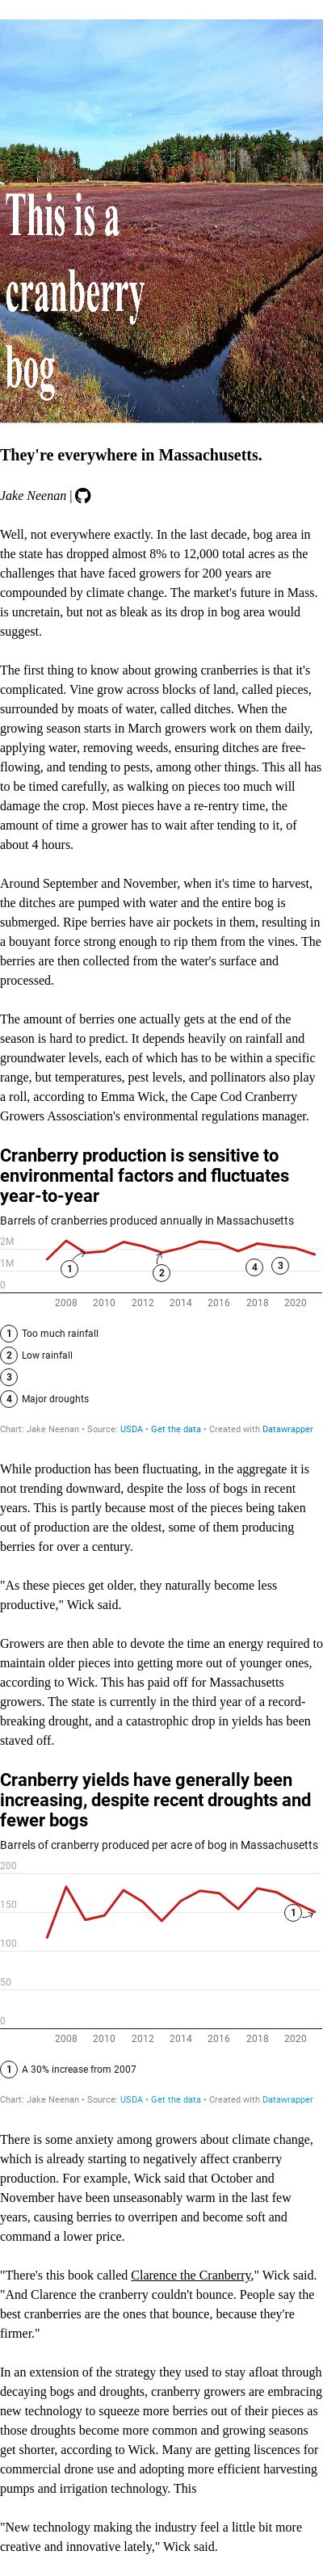 This is a
cranberry
bog
They're everywhere in Massachusetts.
Jake Neenan |
Well, not everywhere exactly. In the last decade, bog area in
the state has dropped almost 8% to 12,000 total acres as the
challenges that have faced growers for 200 years are
compounded by climate change. The market's future in Mass.
is uncretain, but not as bleak as its drop in bog area would
suggest.
The first thing to know about growing cranberries is that it's
complicated. Vine grow across blocks of land, called pieces,
surrounded by moats of water, called ditches. When the
growing season starts in March growers work on them daily,
applying water, removing weeds, ensuring ditches are free-
flowing, and tending to pests, among other things. This all has
to be timed carefully, as walking on pieces too much will
damage the crop. Most pieces have a re-rentry time, the
amount of time a grower has to wait after tending to it, of
about 4 hours.
Around September and November, when it's time to harvest,
the ditches are pumped with water and the entire bog is
submerged. Ripe berries have air pockets in them, resulting in
a bouyant force strong enough to rip them from the vines. The
berries are then collected from the water's surface and
processed.
The amount of berries one actually gets at the end of the
season is hard to predict. It depends heavily on rainfall and
groundwater levels, each of which has to be within a specific
range, but temperatures, pest levels, and pollinators also play
a roll, according to Emma Wick, the Cape Cod Cranberry
Growers Assosciation's environmental regulations manager.
Cranberry production is sensitive to
environmental factors and fluctuates
year-to-year
Barrels of cranberries produced annually in Massachusetts
2M
1M
0
1 2 4 3
2008 2010 2012 2014 2016 2018 2020
1 Too much rainfall
2 Low rainfall
3
4 Major droughts
Chart: Jake Neenan • Source: USDA • Get the data • Created with Datawrapper
While production has been fluctuating, in the aggregate it is
not trending downward, despite the loss of bogs in recent
years. This is partly because most of the pieces being taken
out of production are the oldest, some of them producing
berries for over a century.
"As these pieces get older, they naturally become less
productive," Wick said.
Growers are then able to devote the time an energy required to
maintain older pieces into getting more out of younger ones,
according to Wick. This has paid off for Massachusetts
growers. The state is currently in the third year of a record-
breaking drought, and a catastrophic drop in yields has been
staved off.
Cranberry yields have generally been
increasing, despite recent droughts and
fewer bogs
Barrels of cranberry produced per acre of bog in Massachusetts
200
150
100
50
0
1
2008 2010 2012 2014 2016 2018 2020
1 A 30% increase from 2007
Chart: Jake Neenan • Source: USDA • Get the data • Created with Datawrapper
There is some anxiety among growers about climate change,
which is already starting to negatively affect cranberry
production. For example, Wick said that October and
November have been unseasonably warm in the last few
years, causing berries to overripen and become soft and
command a lower price.
"There's this book called Clarence the Cranberry," Wick said.
"And Clarence the cranberry couldn't bounce. People say the
best cranberries are the ones that bounce, because they're
firmer."
In an extension of the strategy they used to stay afloat through
decaying bogs and droughts, cranberry growers are embracing
new technology to squeeze more berries out of their pieces as
those droughts become more common and growing seasons
get shorter, according to Wick. Many are getting liscences for
commercial drone use and adopting more efficient harvesting
pumps and irrigation technology. This
"New technology making the industry feel a little bit more
creative and innovative lately," Wick said.